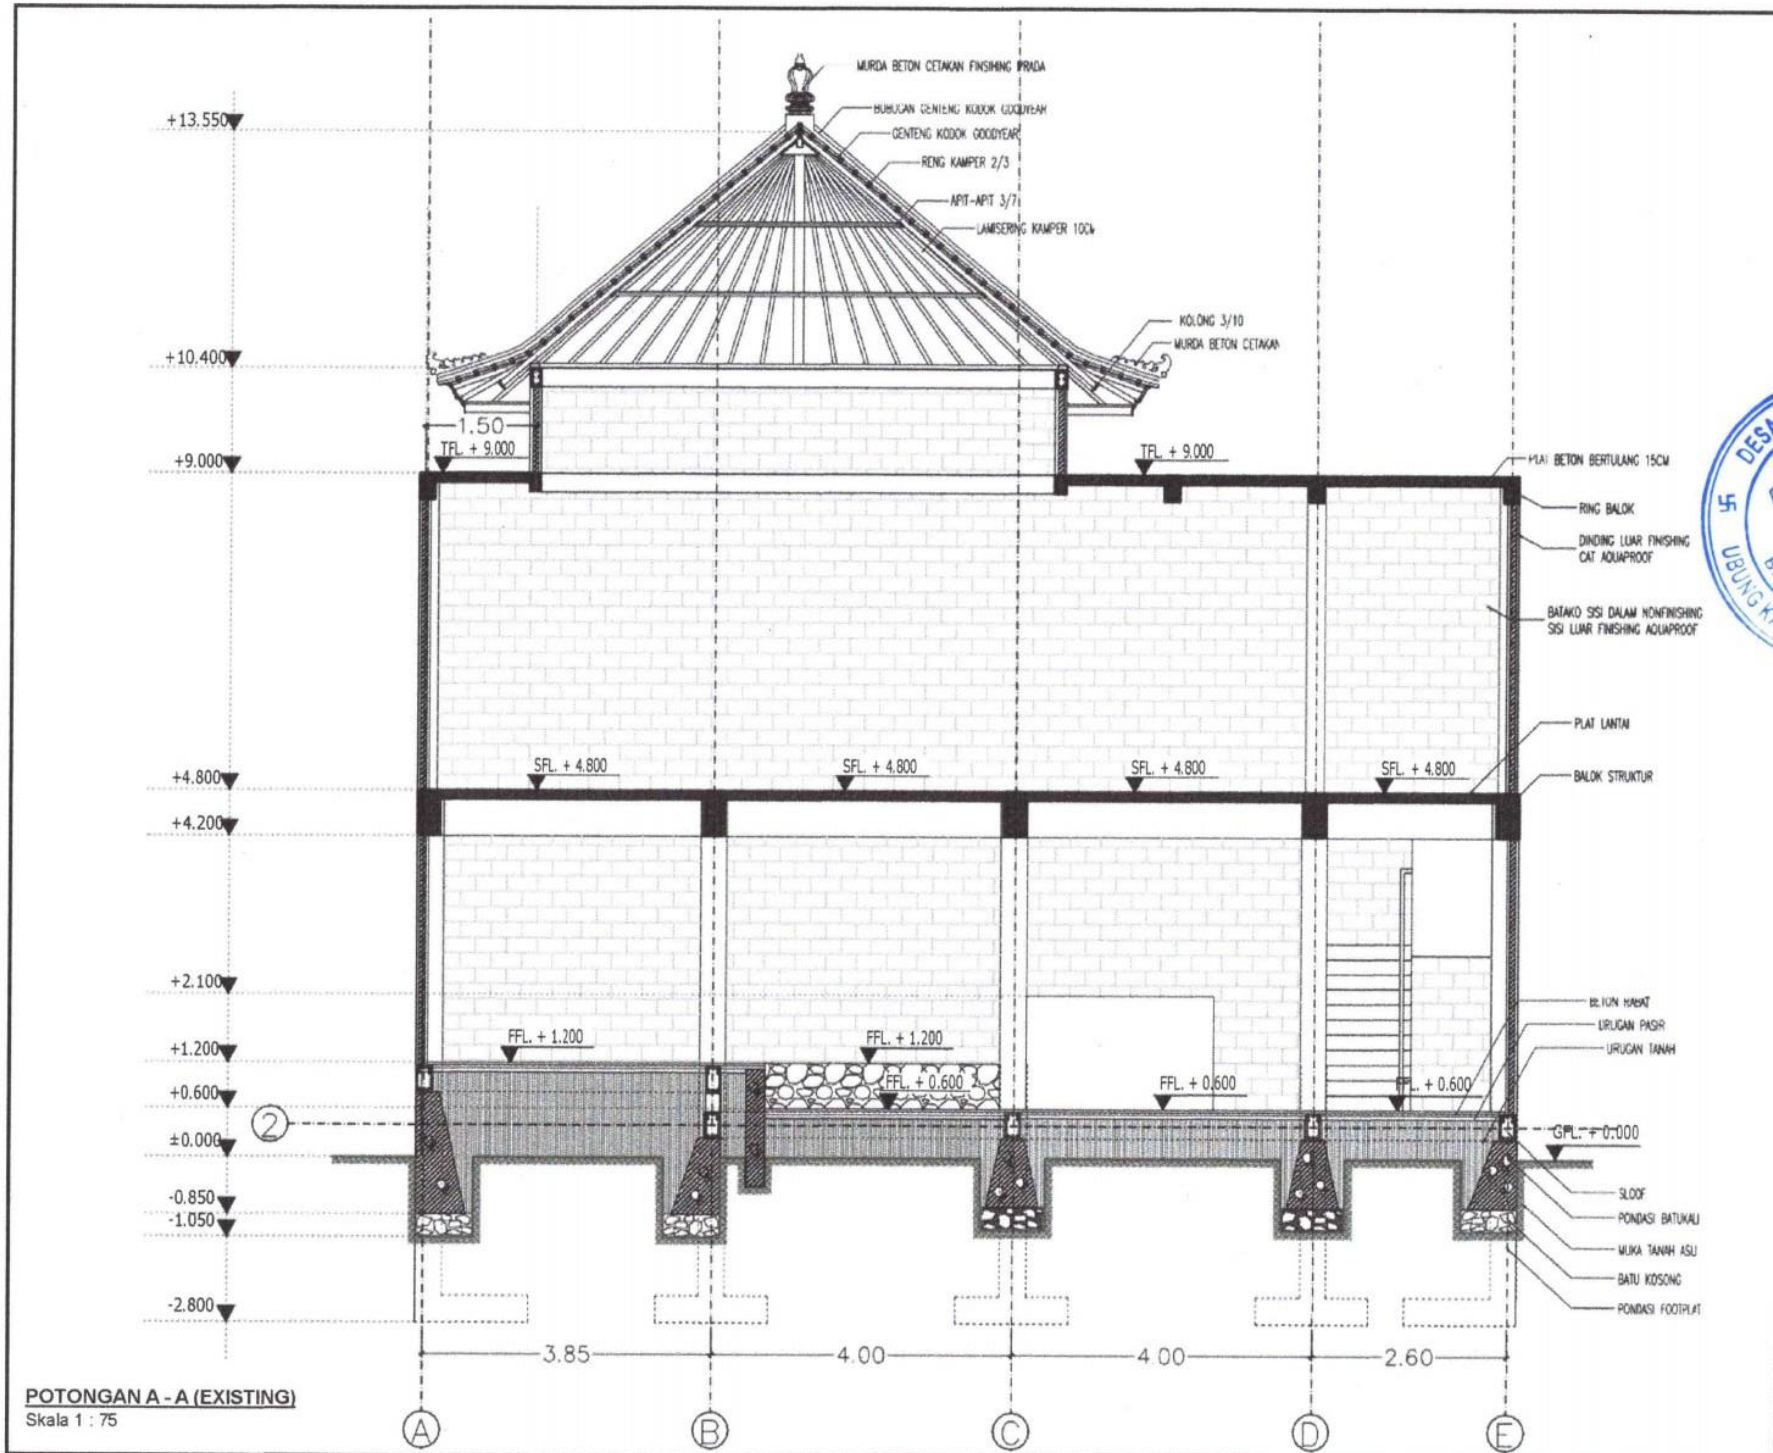 MURDA BETON CETAKAN FINSIHING PRADA
+13.550
BUBUGAN GENTENG KODOK GOODYEAR
GENTENG KODOK GOODYEAR
RENG KAMPER 2/3
APIT-APIT 3/7
LAMISERING KAMPER 10CM
KOLONG 3/10
MURDA BETON CETAKAN
+10.400
1.50
TFL. + 9.000
TFL. + 9.000
+9.000
PLAT BETON BERTULANG 15CM
RING BALOK
DINDING LUAR FINISHING
CAT AQUAPROOF
BATAKO SISI DALAM NONFINISHING
SISI LUAR FINISHING AQUAPROOF
DESA
UBUNG
PLAT LANTAI
SFL. + 4.800
SFL. + 4.800
SFL. + 4.800
SFL. + 4.800
+4.800
BALOK STRUKTUR
+4.200
+2.100
BETON RABAT
URUGAN PASIR
URUGAN TANAH
FFL. + 1.200
FFL. + 1.200
+1.200
FFL. + 0.600
FFL. + 0.600
FFL. + 0.600
+0.600
2
±0.000
GFL. + 0.000
-0.850
-1.050
SLOOF
PONDASI BATUKALI
MUKA TANAH ASLI
BATU KOSONG
PONDASI FOOTPLAT
-2.800
3.85
4.00
4.00
2.60
POTONGAN A - A (EXISTING)
Skala 1 : 75
A
B
C
D
E